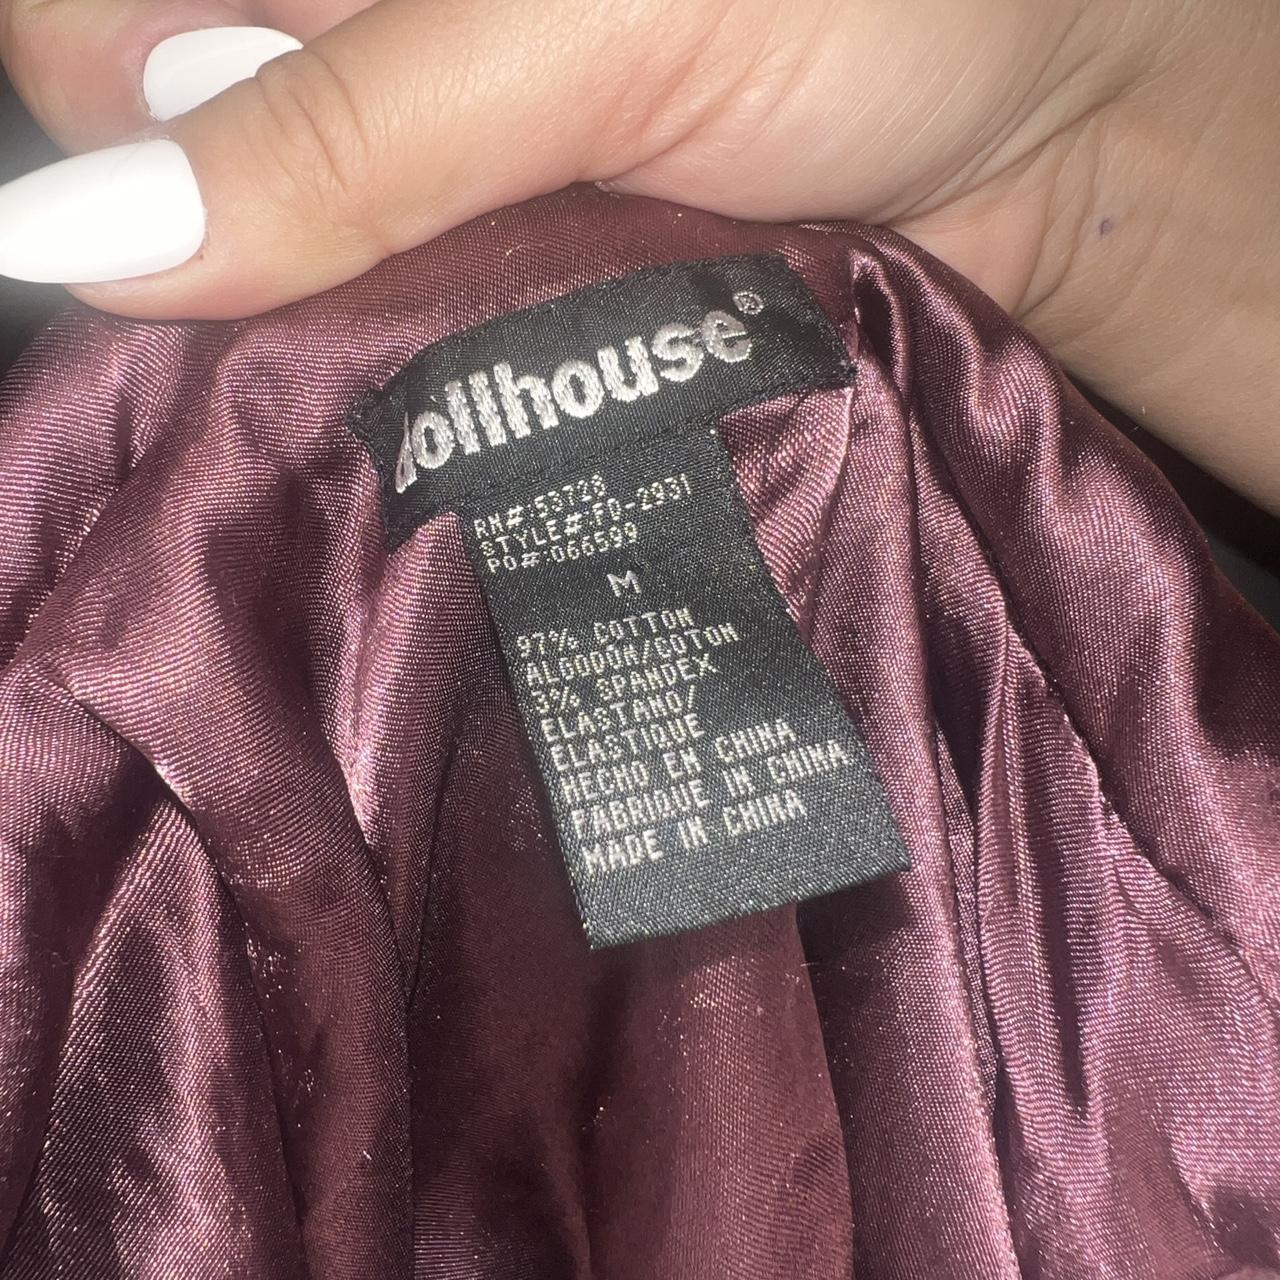 dollhouse®
RN#:53728
STYLE#:FD-2931
PO#:066599
M
97% COTTON
ALGODON/COTON
3% SPANDEX
ELASTANO/
ELASTIQUE
HECHO EN CHINA
FABRIQUE IN CHINA
MADE IN CHINA